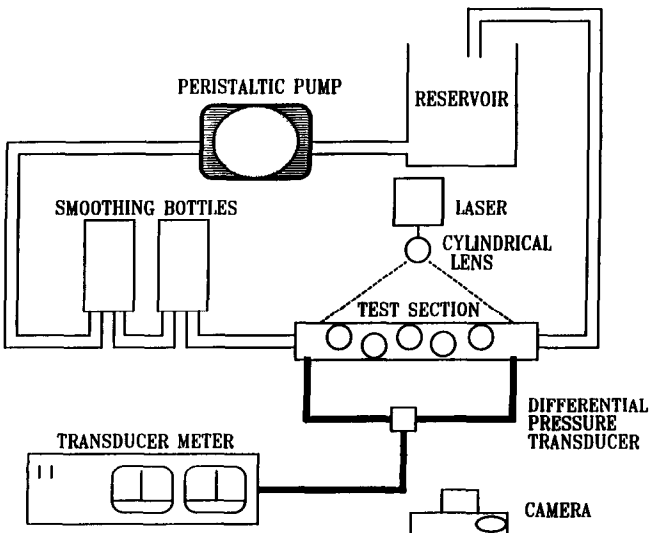 PERISTALTIC PUMP
RESERVOIR
SMOOTHING BOTTLES
LASER
CYLINDRICAL
LENS
TEST SECTION
DIFFERENTIAL
PRESSURE
TRANSDUCER
TRANSDUCER METER
CAMERA